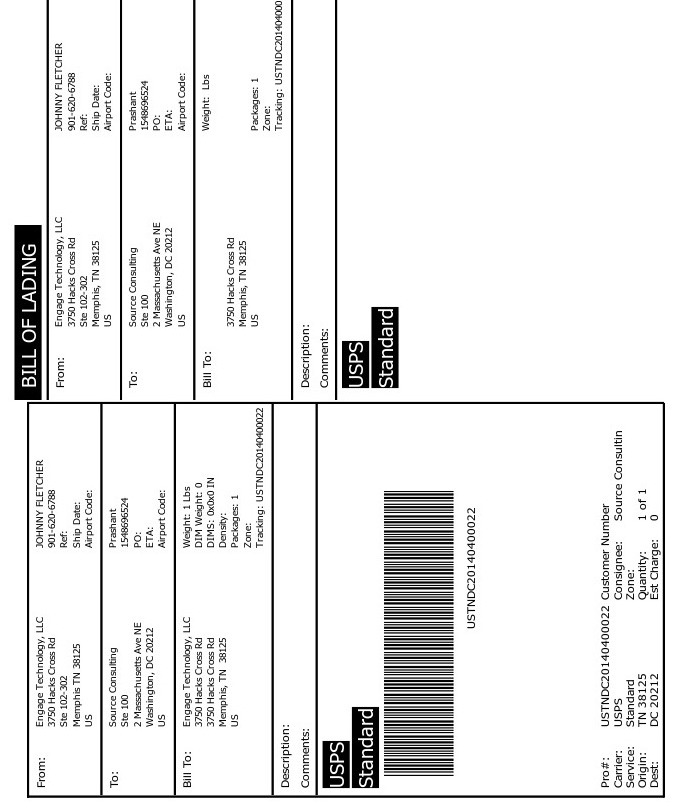 BILL OF LADING
From:
Engage Technology, LLC
3750 Hacks Cross Rd
Ste 102-302
Memphis, TN 38125
US
JOHNNY FLETCHER
901-620-6788
Ref:
Ship Date:
Airport Code:
To:
Source Consulting
Ste 100
2 Massachusetts Ave NE
Washington, DC 20212
US
Prashant
1548696524
PO:
ETA:
Airport Code:
Bill To:
3750 Hacks Cross Rd
Memphis, TN 38125
US
Weight: Lbs
Packages: 1
Zone:
Tracking: USTNDC201404000
Description:
Comments:
USPS
Standard
From:
Engage Technology, LLC
3750 Hacks Cross Rd
Ste 102-302
Memphis TN 38125
US
JOHNNY FLETCHER
901-620-6788
Ref:
Ship Date:
Airport Code:
To:
Source Consulting
Ste 100
2 Massachusetts Ave NE
Washington, DC 20212
US
Prashant
1548696524
PO:
ETA:
Airport Code:
Bill To:
Engage Technology, LLC
3750 Hacks Cross Rd
3750 Hacks Cross Rd
Memphis, TN 38125
US
Weight: 1 Lbs
DIM Weight: 0
DIMS: 0x0x0 IN
Density:
Packages: 1
Zone:
Tracking: USTNDC20140400022
Description:
Comments:
USPS
Standard
USTNDC20140400022
Pro#: USTNDC20140400022 Customer Number
Carrier: USPS Consignee: Source Consultin
Service: Standard Zone:
Origin: TN 38125 Quantity: 1 of 1
Dest: DC 20212 Est Charge: 0